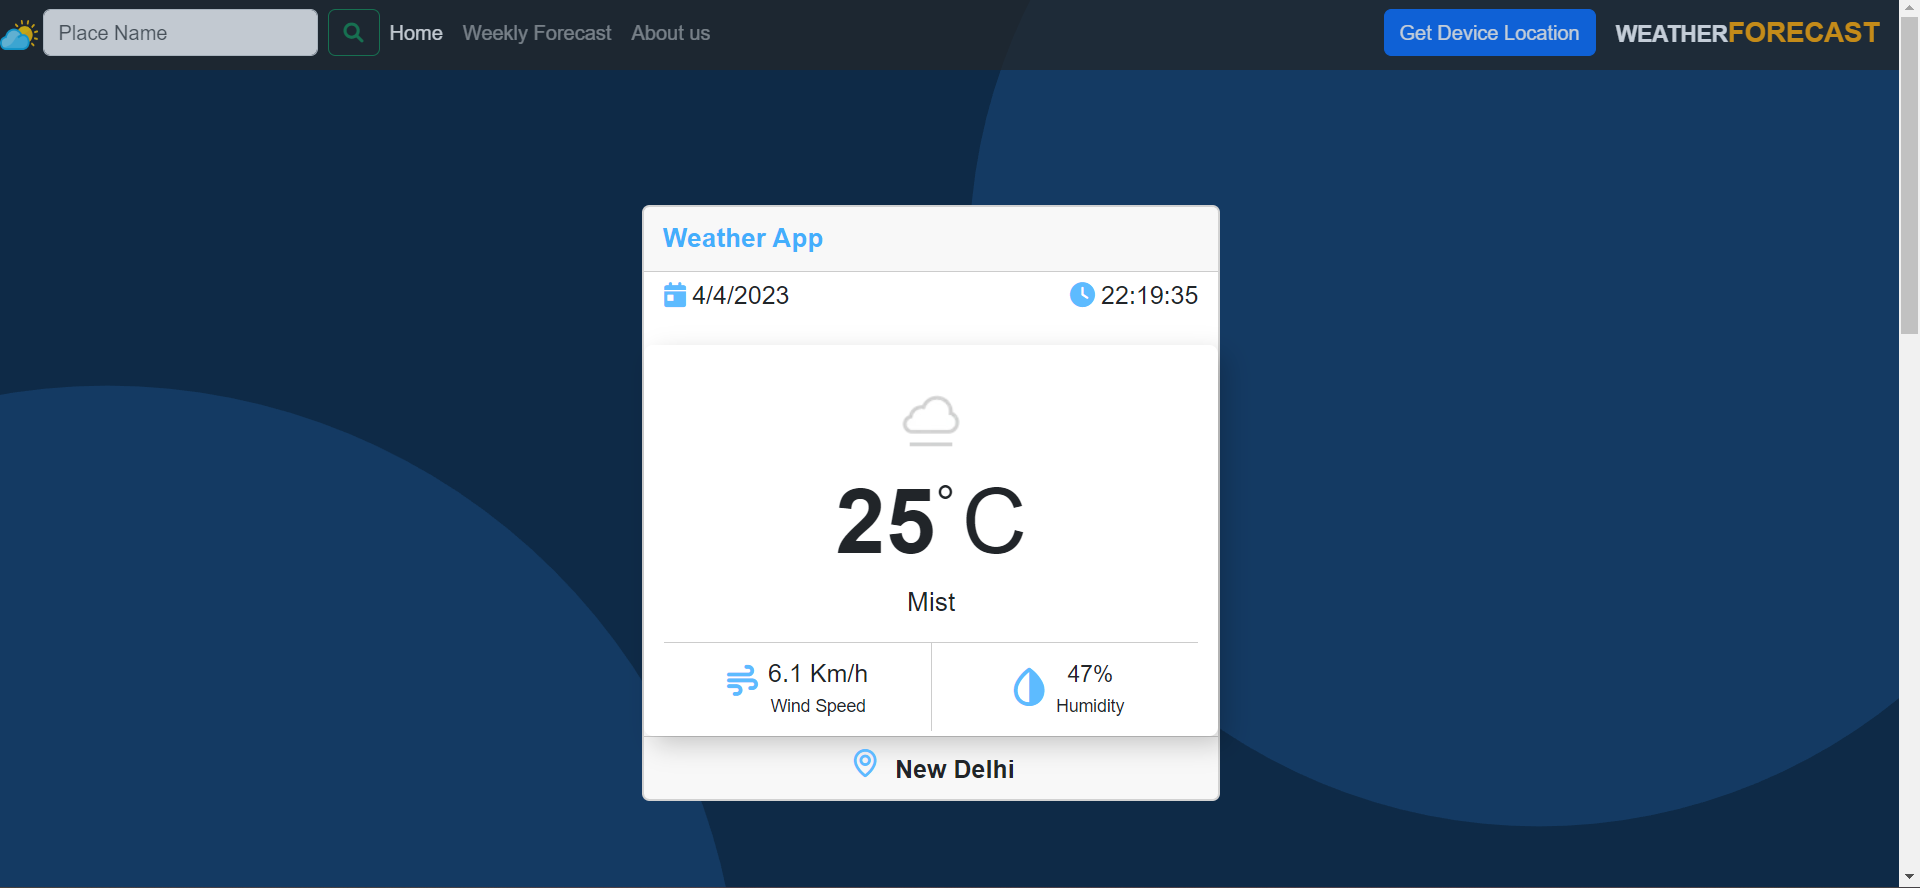 Place Name
Home Weekly Forecast About us
Get Device Location
WEATHERFORECAST
Weather App
4/4/2023 22:19:35
25°C
Mist
6.1 Km/h
Wind Speed
47%
Humidity
New Delhi